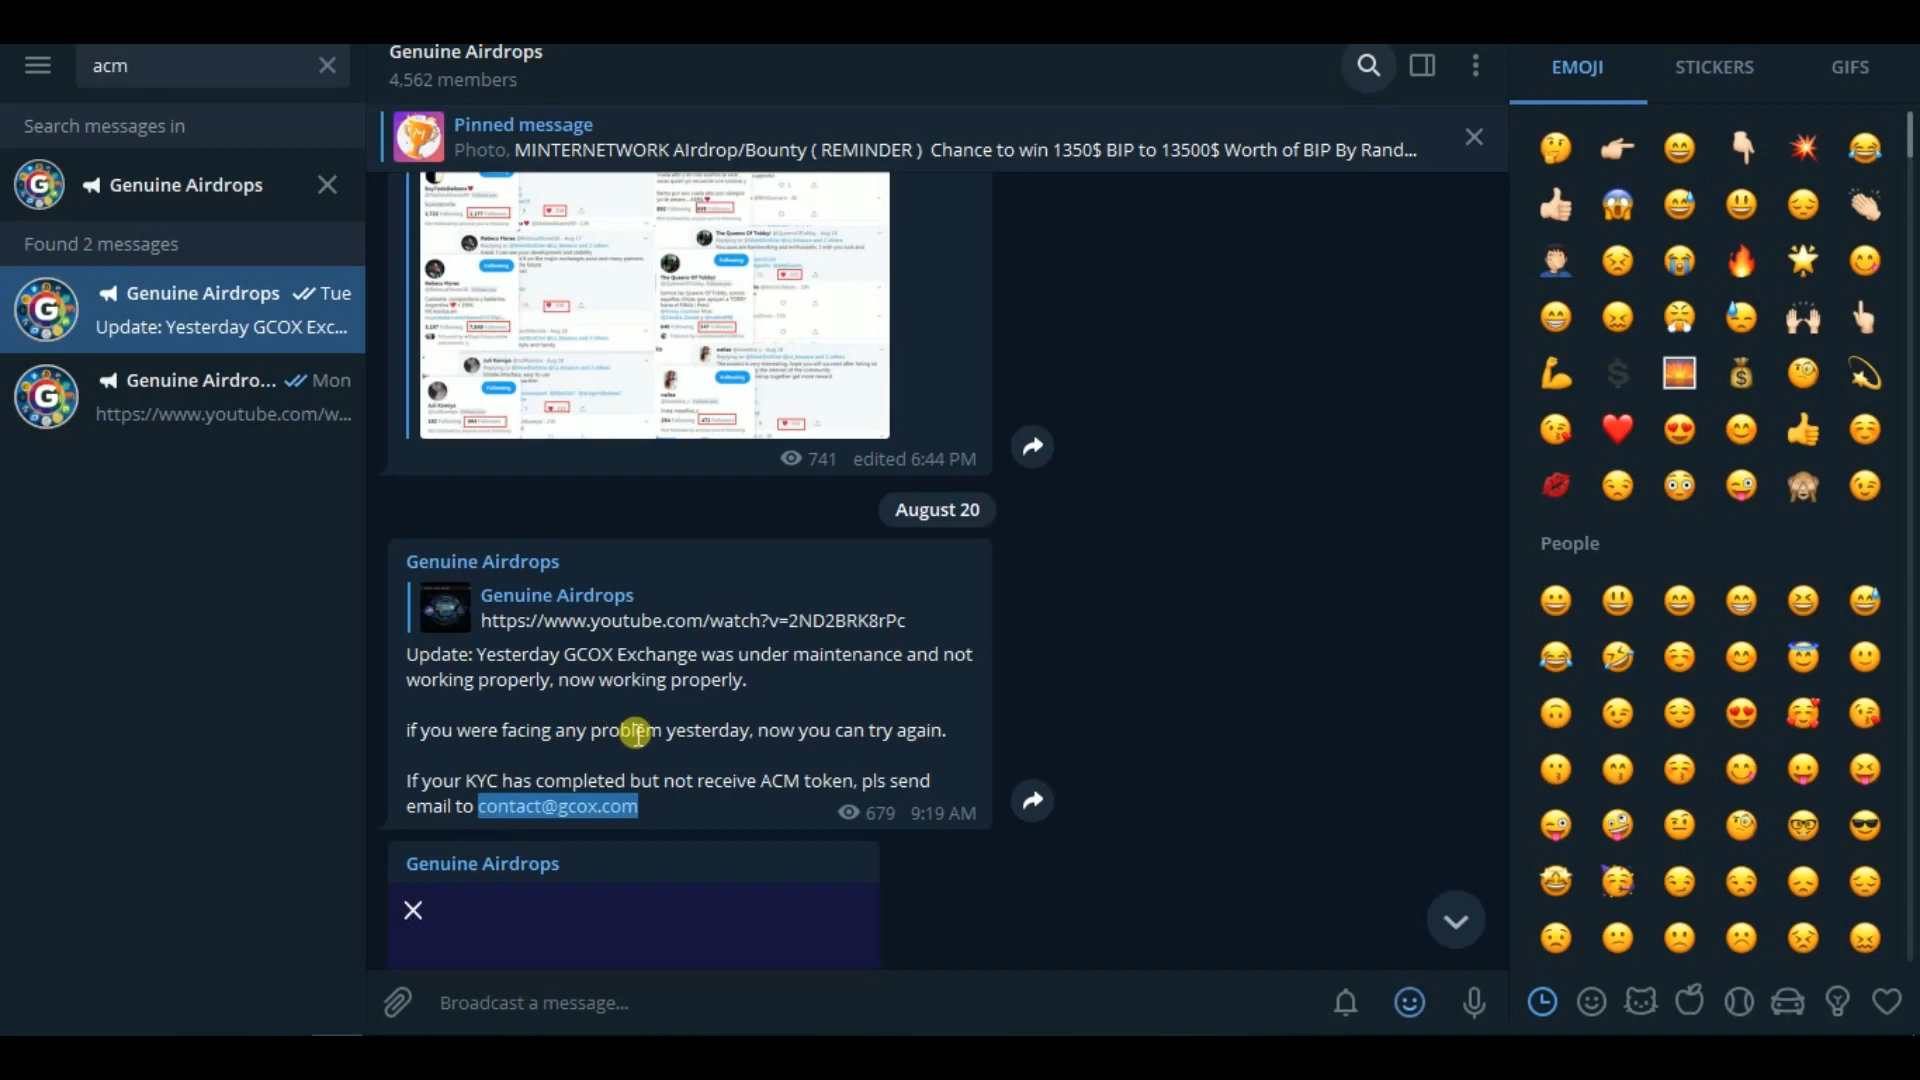 acm
Search messages in
Genuine Airdrops
Found 2 messages
Genuine Airdrops Tue
Update: Yesterday GCOX Exc...
Genuine Airdro... Mon
https://www.youtube.com/w...
Genuine Airdrops
4,562 members
Pinned message
Photo, MINTERNETWORK AIrdrop/Bounty ( REMINDER ) Chance to win 1350$ BIP to 13500$ Worth of BIP By Rand...
741 edited 6:44 PM
August 20
Genuine Airdrops
Genuine Airdrops
https://www.youtube.com/watch?v=2ND2BRK8rPc
Update: Yesterday GCOX Exchange was under maintenance and not
working properly, now working properly.
if you were facing any problem yesterday, now you can try again.
If your KYC has completed but not receive ACM token, pls send
email to contact@gcox.com
679 9:19 AM
Genuine Airdrops
Broadcast a message...
EMOJI STICKERS GIFS
People